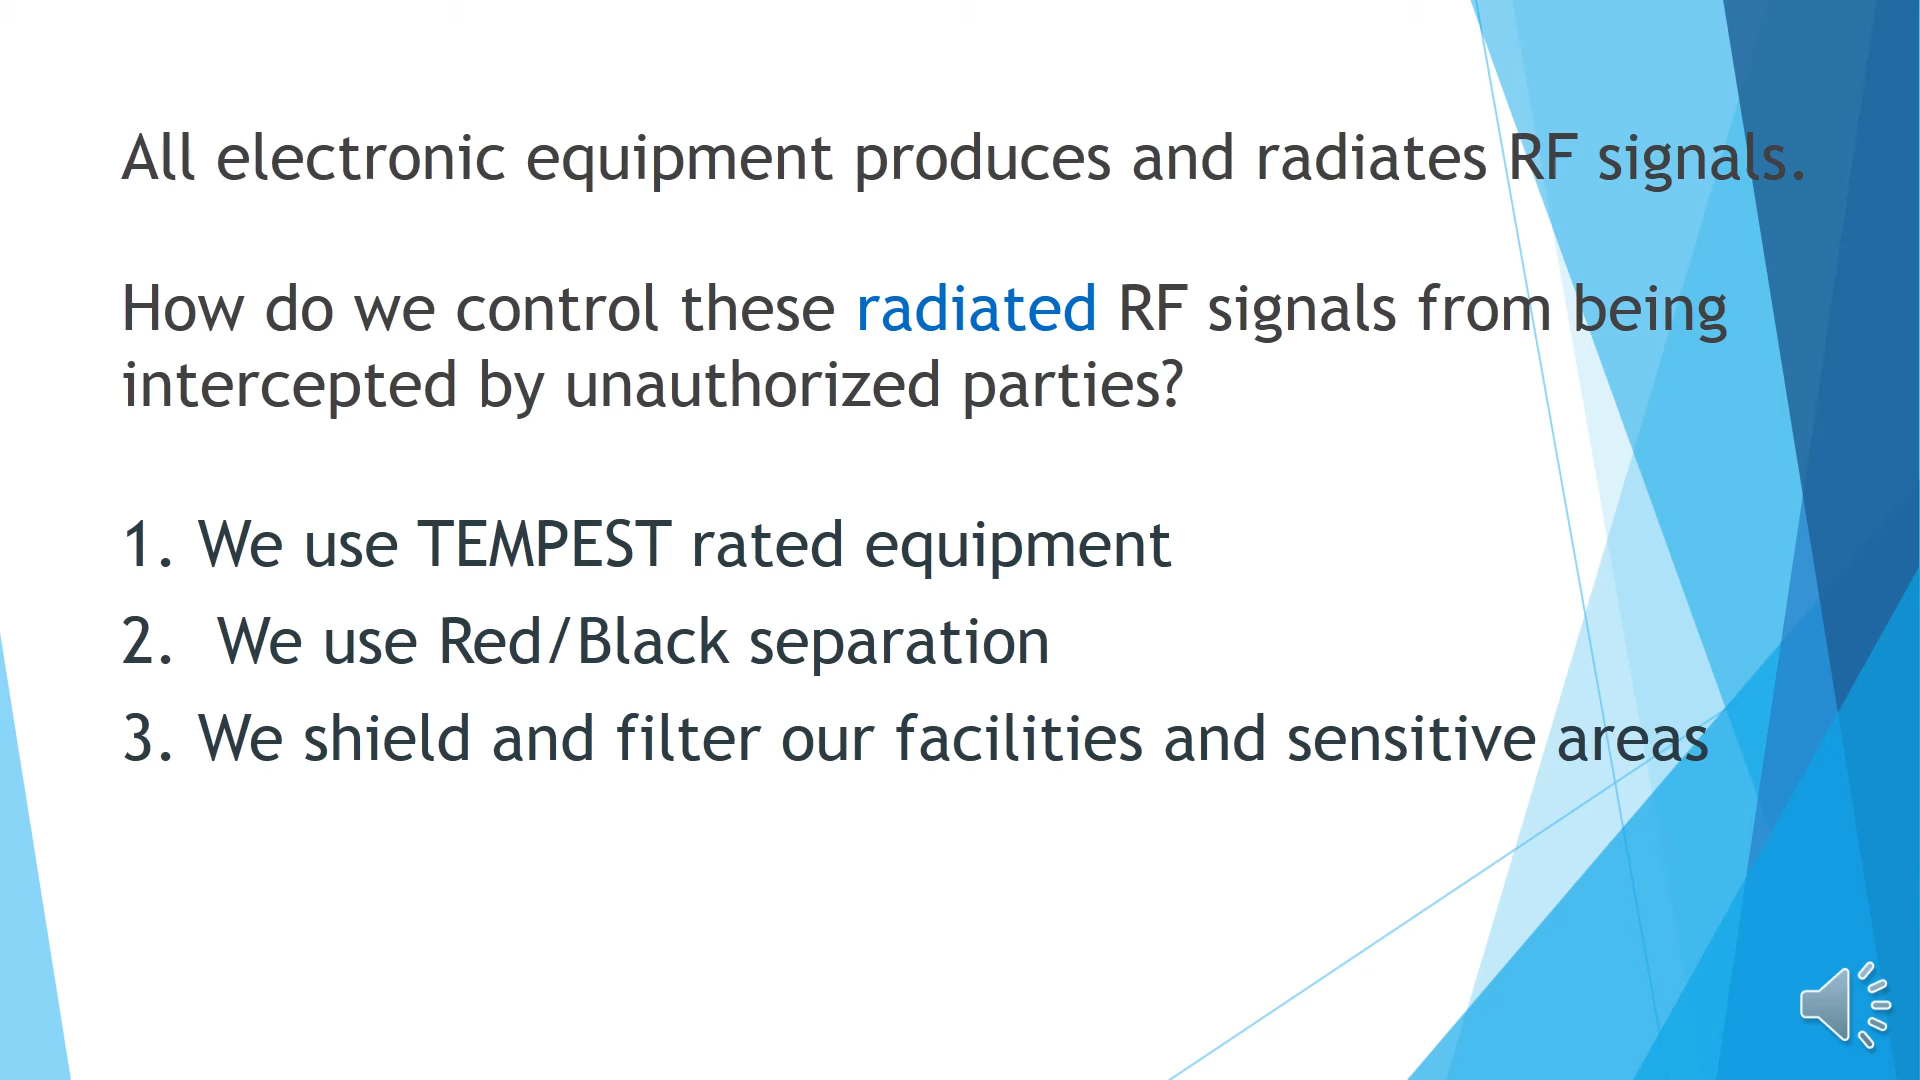 All electronic equipment produces and radiates RF signals.
How do we control these radiated RF signals from being
intercepted by unauthorized parties?
1. We use TEMPEST rated equipment
2. We use Red/Black separation
3. We shield and filter our facilities and sensitive areas